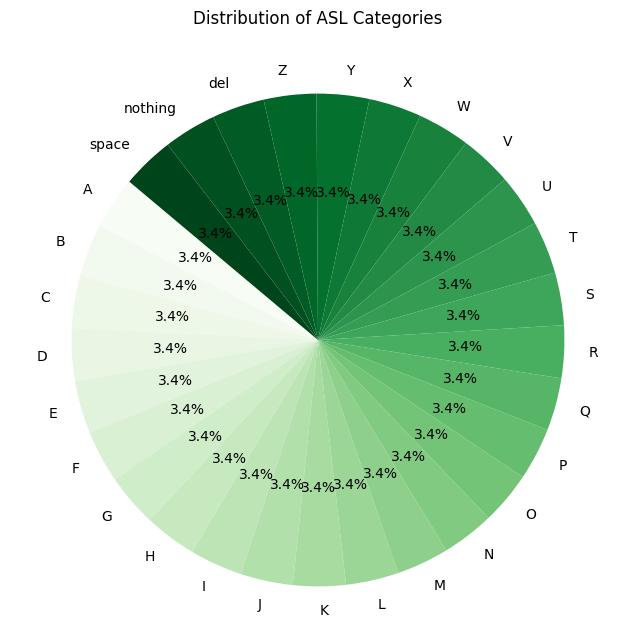 Distribution of ASL Categories
A
3.4%
B
3.4%
C
3.4%
D
3.4%
E
3.4%
F
3.4%
G
3.4%
H
3.4%
I
3.4%
J
3.4%
K
3.4%
L
3.4%
M
3.4%
N
3.4%
O
3.4%
P
3.4%
Q
3.4%
R
3.4%
S
3.4%
T
3.4%
U
3.4%
V
3.4%
W
3.4%
X
3.4%
Y
3.4%
Z
3.4%
del
3.4%
nothing
3.4%
space
3.4%